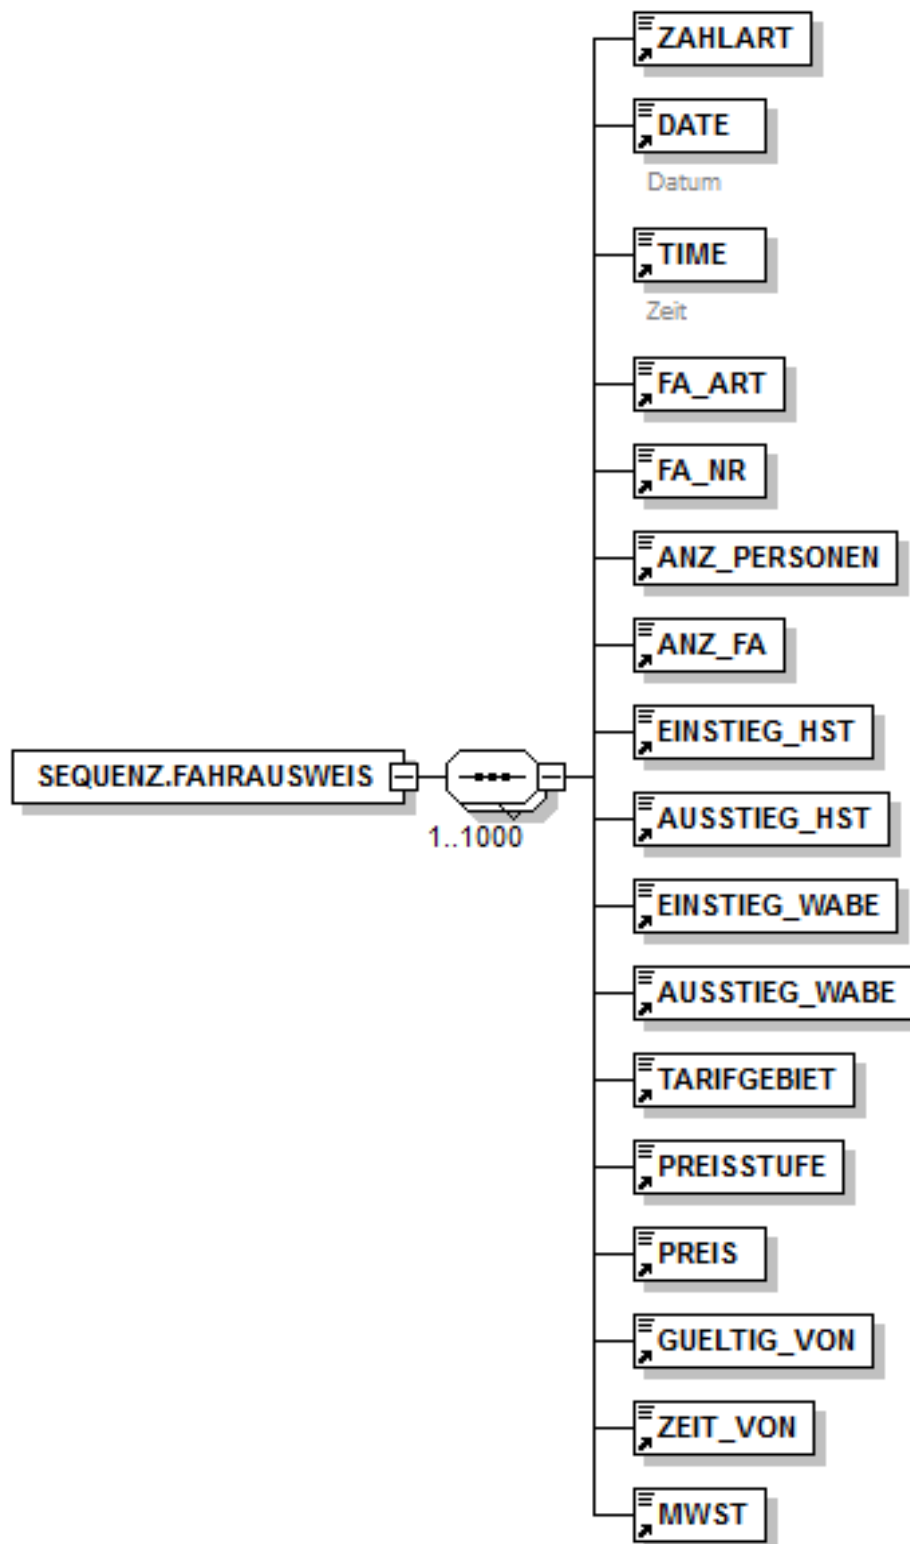 ZAHLART
DATE
Datum
TIME
Zeit
FA_ART
FA_NR
ANZ_PERSONEN
ANZ_FA
EINSTIEG_HST
SEQUENZ.FAHRAUSWEIS
1..1000
AUSSTIEG_HST
EINSTIEG_WABE
AUSSTIEG_WABE
TARIFGEBIET
PREISSTUFE
PREIS
GUELTIG_VON
ZEIT_VON
MWST